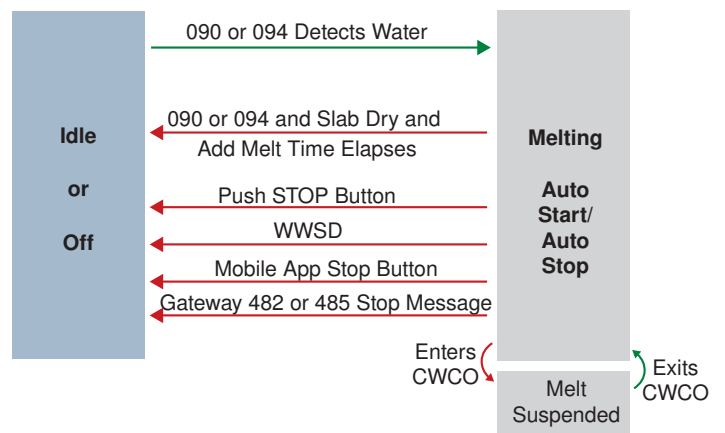 090 or 094 Detects Water
090 or 094 and Slab Dry and
Add Melt Time Elapses
Idle
or
Off
Push STOP Button
WWSD
Mobile App Stop Button
Gateway 482 or 485 Stop Message
Melting
Auto
Start/
Auto
Stop
Enters
CWCO
Exits
CWCO
Melt
Suspended